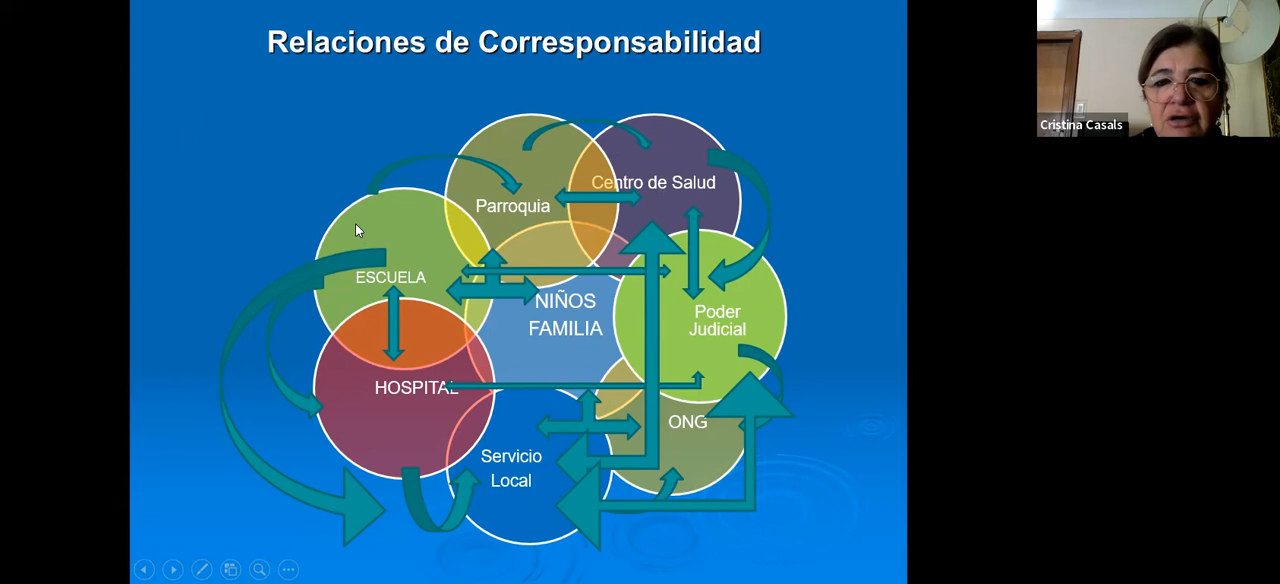 Relaciones de Corresponsabilidad
Cristina Casals
Centro de Salud
Parroquia
ESCUELA
NIÑOS
FAMILIA
Poder
Judicial
HOSPITAL
ONG
Servicio
Local